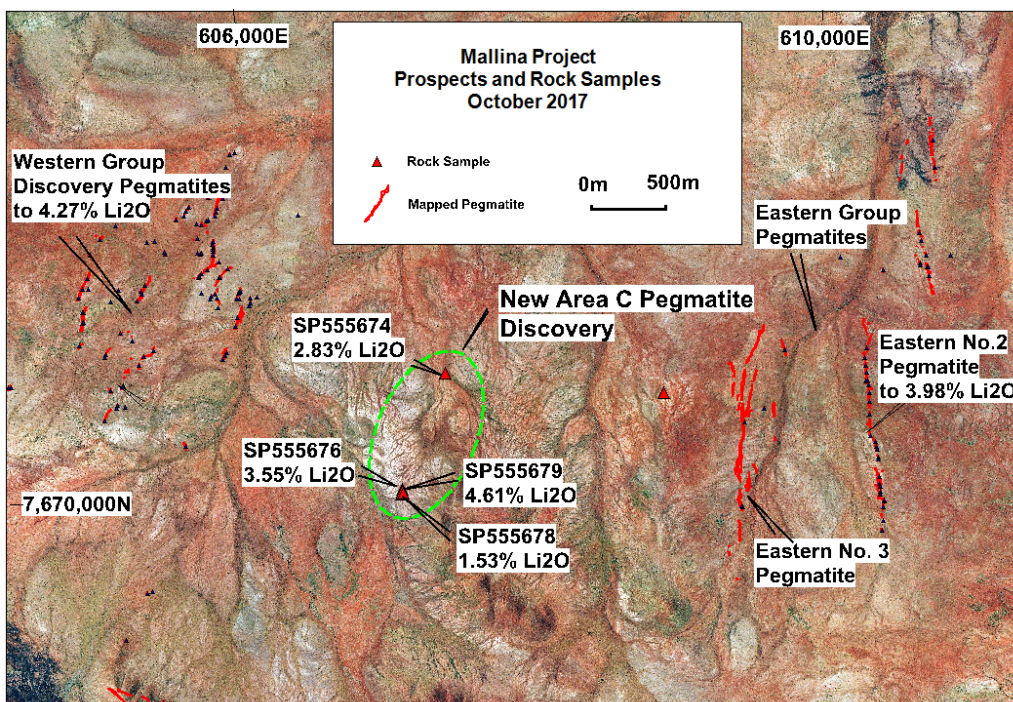 606,000E
610,000E
Mallina Project
Prospects and Rock Samples
October 2017
Rock Sample
Mapped Pegmatite
0m 500m
Western Group
Discovery Pegmatites
to 4.27% Li2O
Eastern Group
Pegmatites
New Area C Pegmatite
Discovery
SP555674
2.83% Li2O
Eastern No.2
Pegmatite
to 3.98% Li2O
SP555676
3.55% Li2O
SP555679
4.61% Li2O
7,670,000N
SP555678
1.53% Li2O
Eastern No. 3
Pegmatite